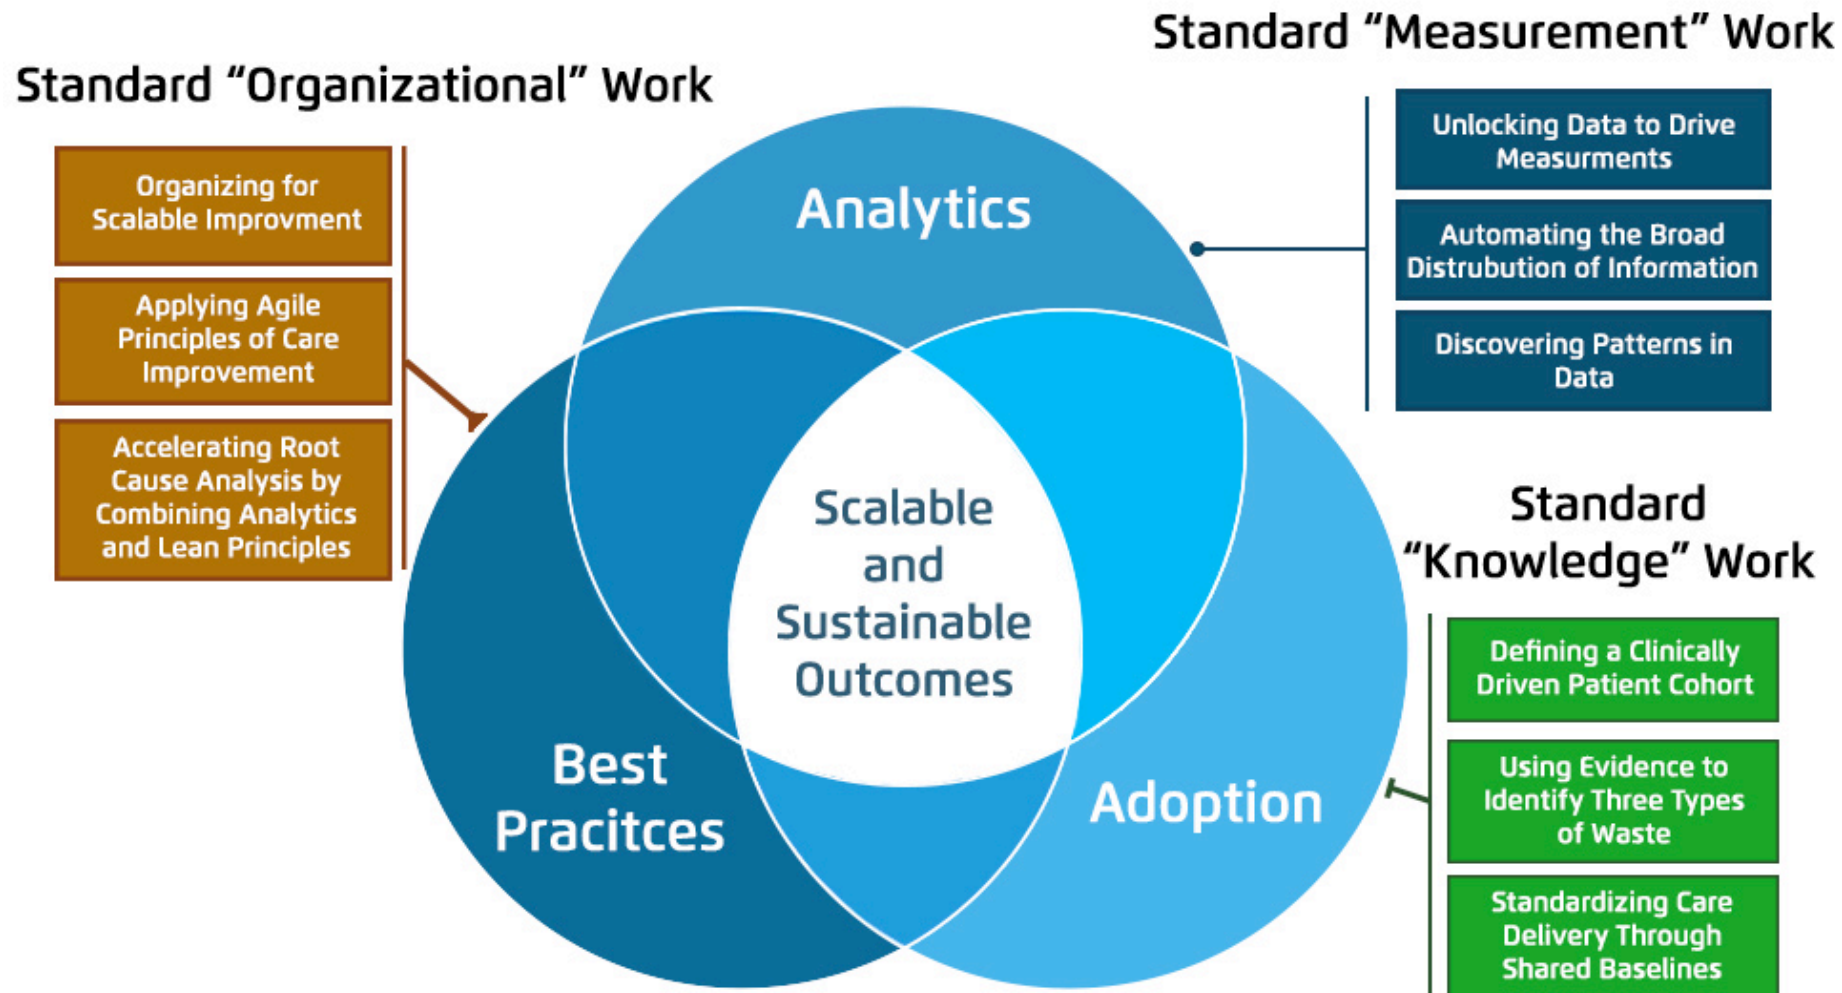 Standard “Organizational” Work
Organizing for
Scalable Improvment
Applying Agile
Principles of Care
Improvement
Accelerating Root
Cause Analysis by
Combining Analytics
and Lean Principles
Standard “Measurement” Work
Unlocking Data to Drive
Measurments
Automating the Broad
Distrubution of Information
Discovering Patterns in
Data
Analytics
Scalable
and
Sustainable
Outcomes
Best
Pracitces
Adoption
Standard
“Knowledge” Work
Defining a Clinically
Driven Patient Cohort
Using Evidence to
Identify Three Types
of Waste
Standardizing Care
Delivery Through
Shared Baselines